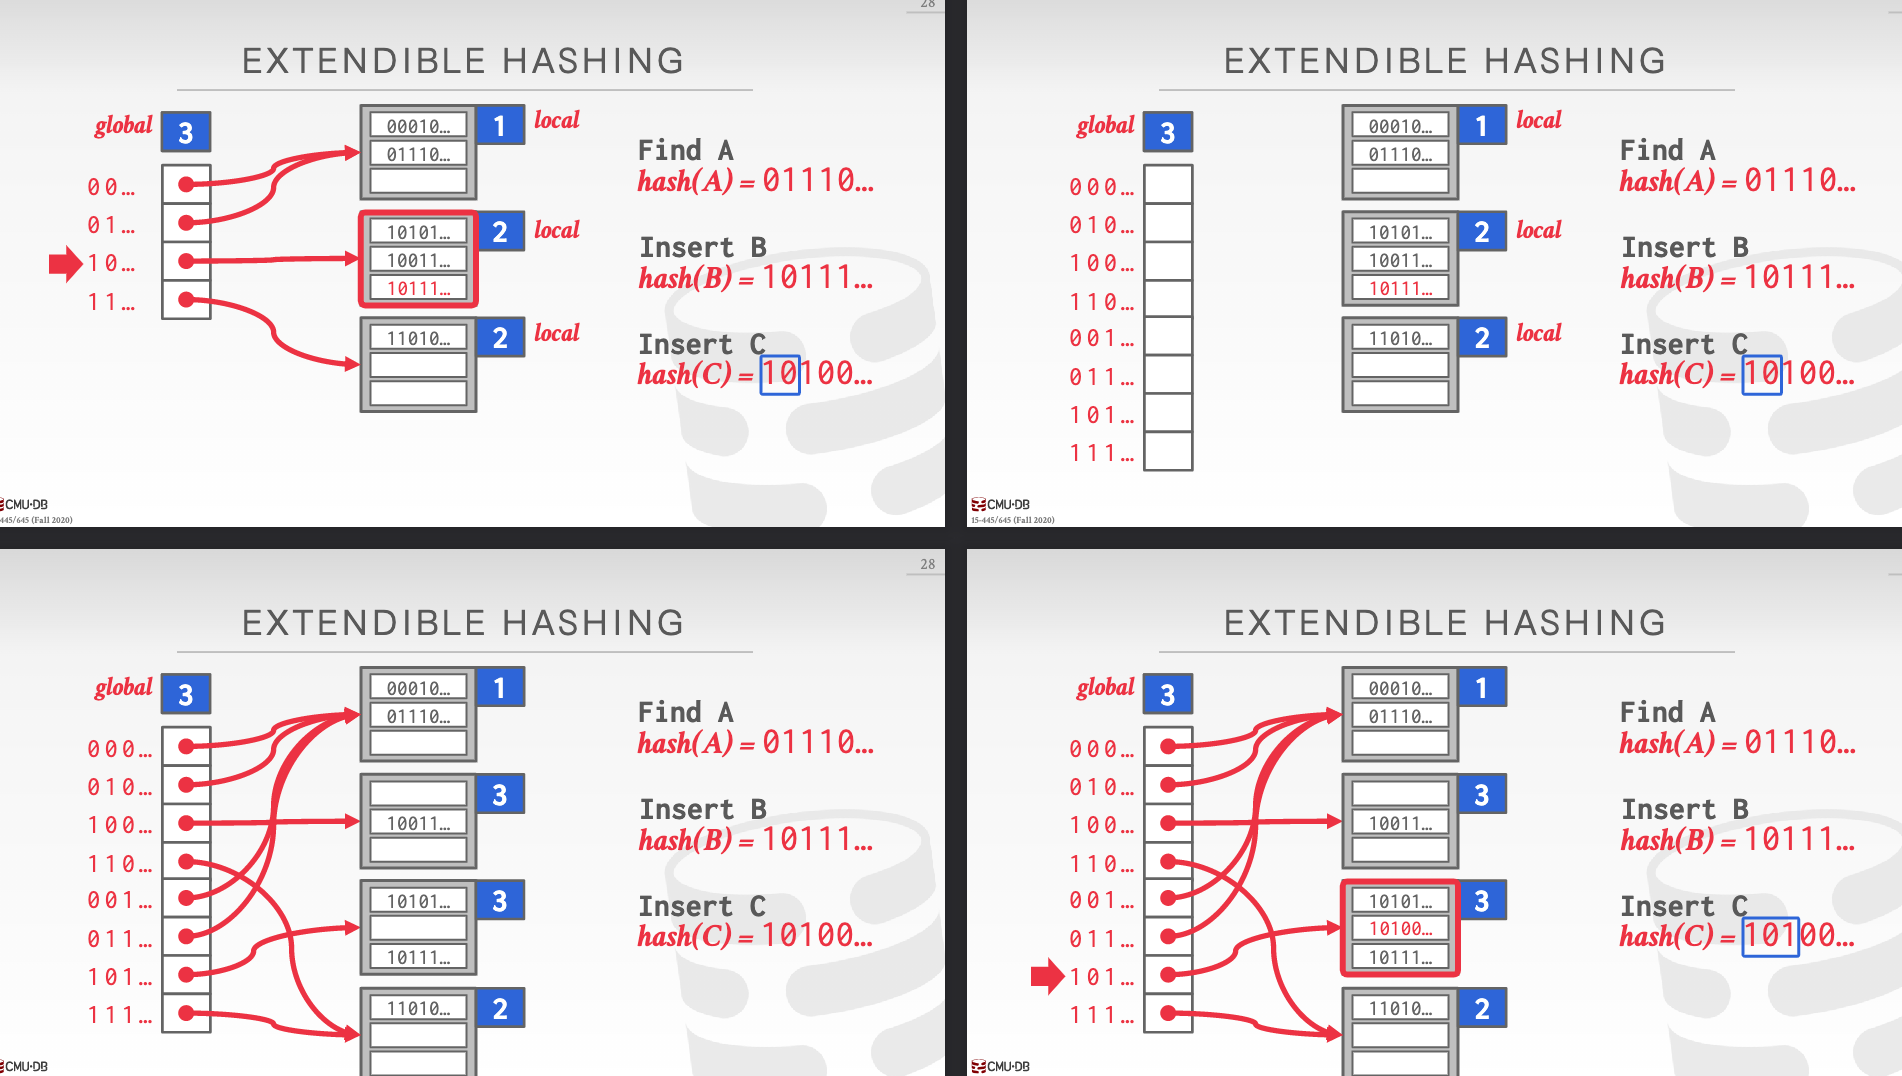 28
EXTENDIBLE HASHING
global 3
00…
01…
10…
11…
00010…
01110…
1 local
10101…
10011…
10111…
2 local
11010…
2 local
Find A
hash(A) = 01110…
Insert B
hash(B) = 10111…
Insert C
hash(C) = 10100…
CMU·DB
445/645 (Fall 2020)
EXTENDIBLE HASHING
global 3
000…
010…
100…
110…
001…
011…
101…
111…
00010…
01110…
1 local
10101…
10011…
10111…
2 local
11010…
2 local
Find A
hash(A) = 01110…
Insert B
hash(B) = 10111…
Insert C
hash(C) = 10100…
CMU·DB
15-445/645 (Fall 2020)
28
EXTENDIBLE HASHING
global 3
000…
010…
100…
110…
001…
011…
101…
111…
00010…
01110…
1
10011…
3
10101…
10111…
3
11010…
2
Find A
hash(A) = 01110…
Insert B
hash(B) = 10111…
Insert C
hash(C) = 10100…
CMU·DB
EXTENDIBLE HASHING
global 3
000…
010…
100…
110…
001…
011…
101…
111…
00010…
01110…
1
10011…
3
10101…
10100…
10111…
3
11010…
2
Find A
hash(A) = 01110…
Insert B
hash(B) = 10111…
Insert C
hash(C) = 10100…
CMU·DB